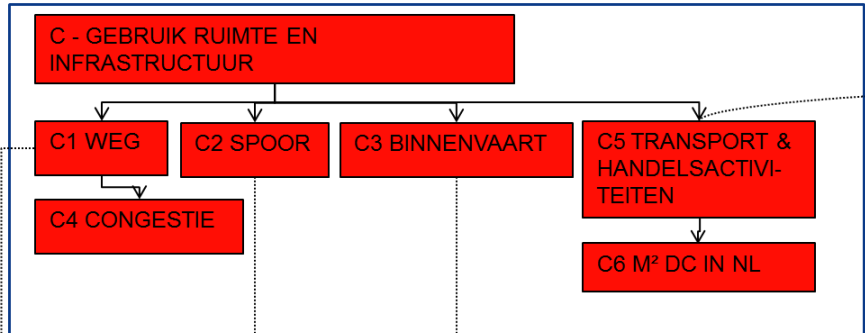 C - GEBRUIK RUIMTE EN
INFRASTRUCTUUR
C1 WEG
C2 SPOOR
C3 BINNENVAART
C5 TRANSPORT &
HANDELSACTIVI-
TEITEN
C4 CONGESTIE
C6 M² DC IN NL